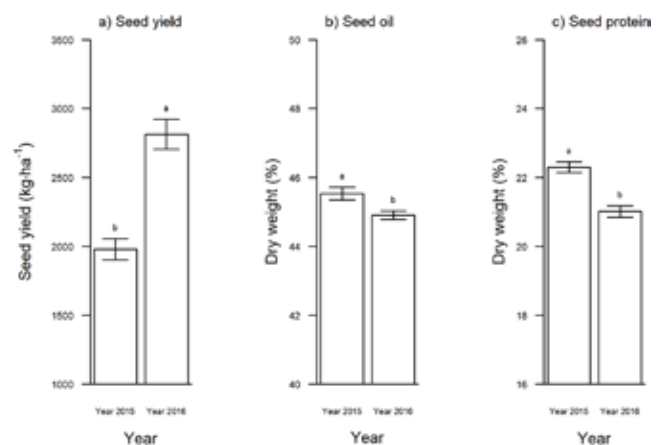 a) Seed yield
3500
3000
2500
2000
1500
1000
Seed yield (kg·ha⁻¹)
b
a
Year 2015 Year 2016
Year
b) Seed oil
50
48
46
44
42
40
Dry weight (%)
a
b
Year 2015 Year 2016
Year
c) Seed protein
26
24
22
20
18
16
Dry weight (%)
a
b
Year 2015 Year 2016
Year